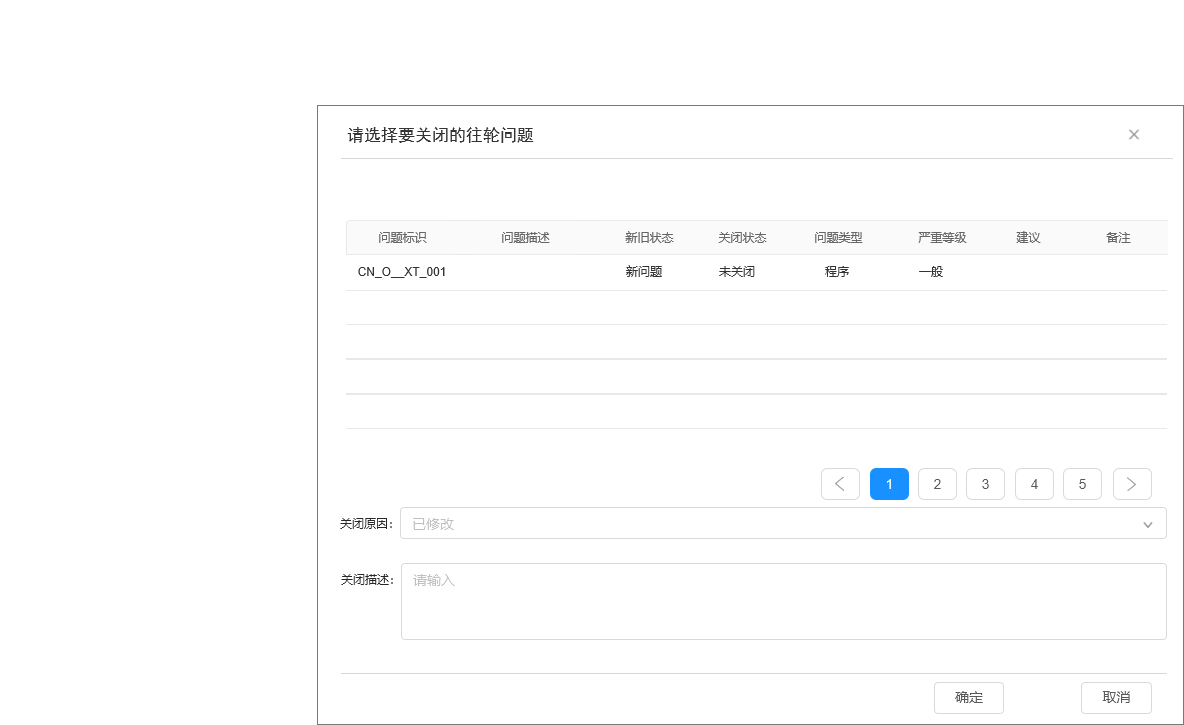 请选择要关闭的往轮问题
问题标识 问题描述 新旧状态 关闭状态 问题类型 严重等级 建议 备注
CN_O__XT_001 新问题 未关闭 程序 一般
1 2 3 4 5
关闭原因: 已修改
关闭描述: 请输入
确定 取消